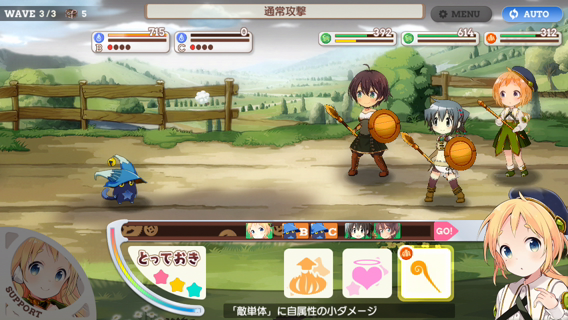 WAVE 3/3 5
通常攻撃
MENU
AUTO
715
B
0
C
392
614
312
B
C
GO!
とっておき
SUPPORT
「敵単体」に自属性の小ダメージ